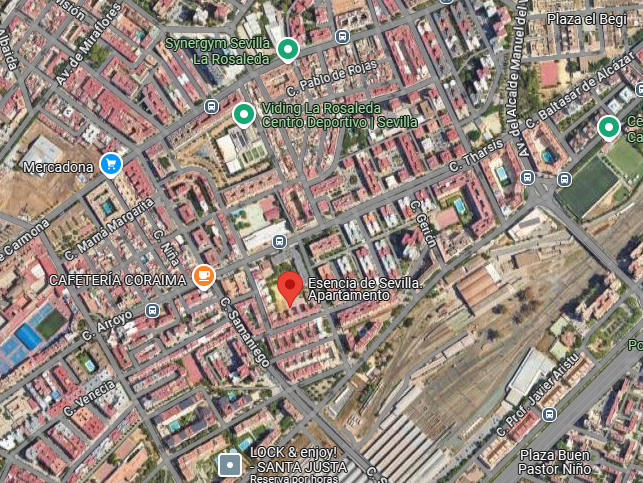 Plaza el Begí
Av. de Miraflores
Synergym Sevilla
La Rosaleda
C. Pablo de Rojas
Av. del Alcalde Manuel del V
C. Baltasar de Alcázar
Viding La Rosaleda
Centro Deportivo | Sevilla
Mercadona
C. Tharsis
C. María Margarita
C. Niña
C. Getch
CAFETERÍA CORAIMA
Esencia de Sevilla.
Apartamento
C. Arroyo
C. Samaniego
C. Venecia
C. Prof. Javier Aristu
LOCK & enjoy!
- SANTA JUSTA
Reserva por horas
Plaza Buen
Pastor Niño